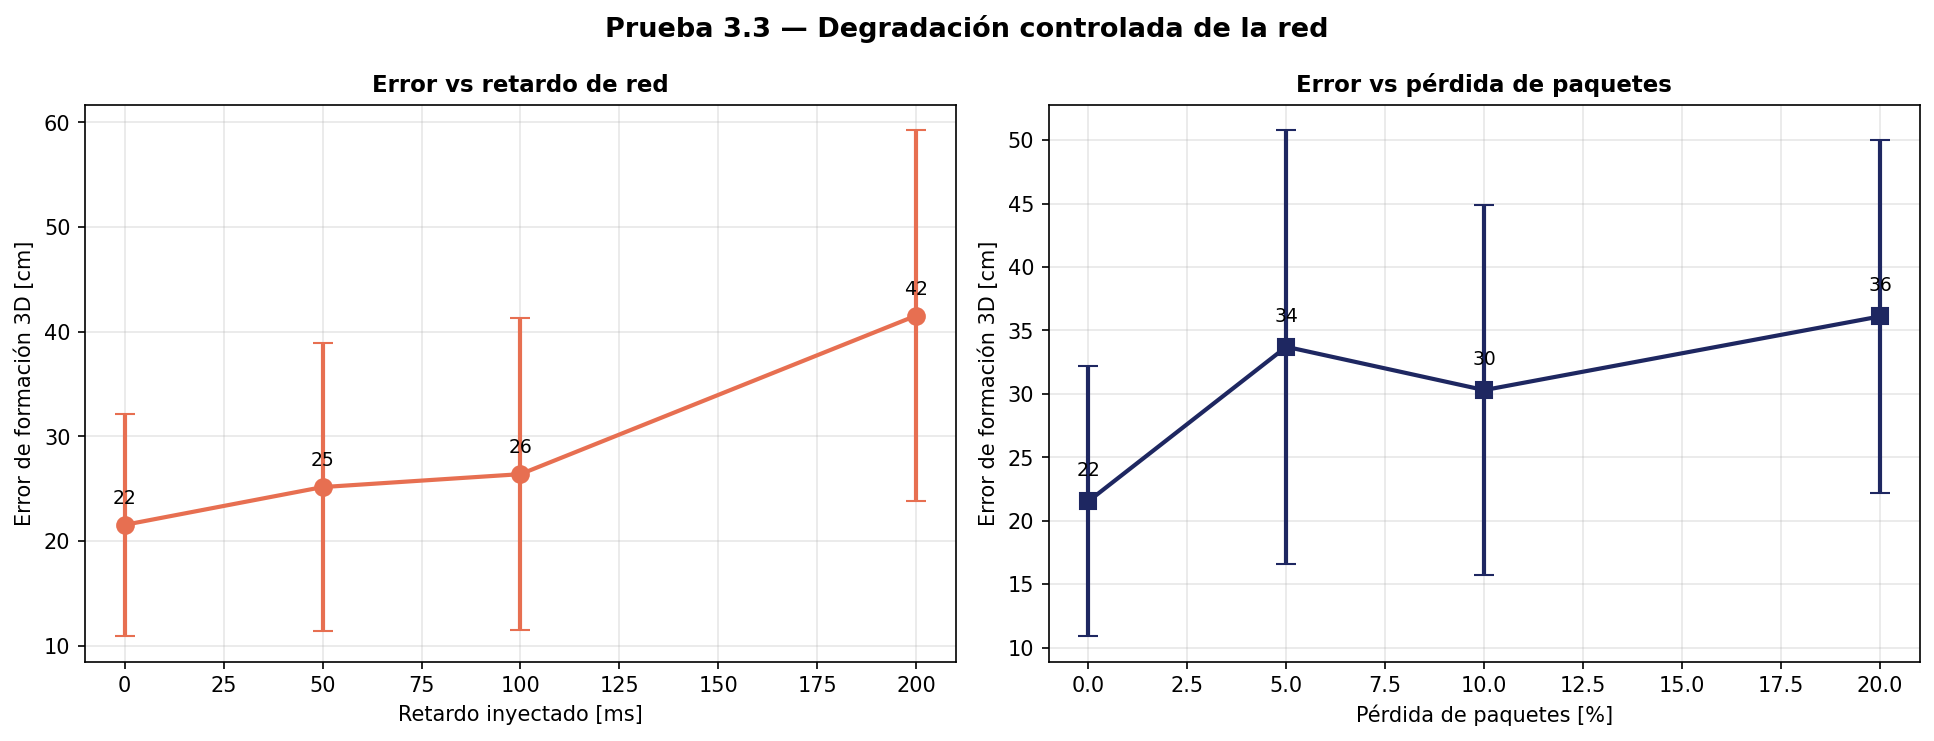 Prueba 3.3 — Degradación controlada de la red
Error vs retardo de red
Error de formación 3D [cm]
60
50
40
30
20
10
22
25
26
42
0 25 50 75 100 125 150 175 200
Retardo inyectado [ms]
Error vs pérdida de paquetes
Error de formación 3D [cm]
50
45
40
35
30
25
20
15
10
22
34
30
36
0.0 2.5 5.0 7.5 10.0 12.5 15.0 17.5 20.0
Pérdida de paquetes [%]